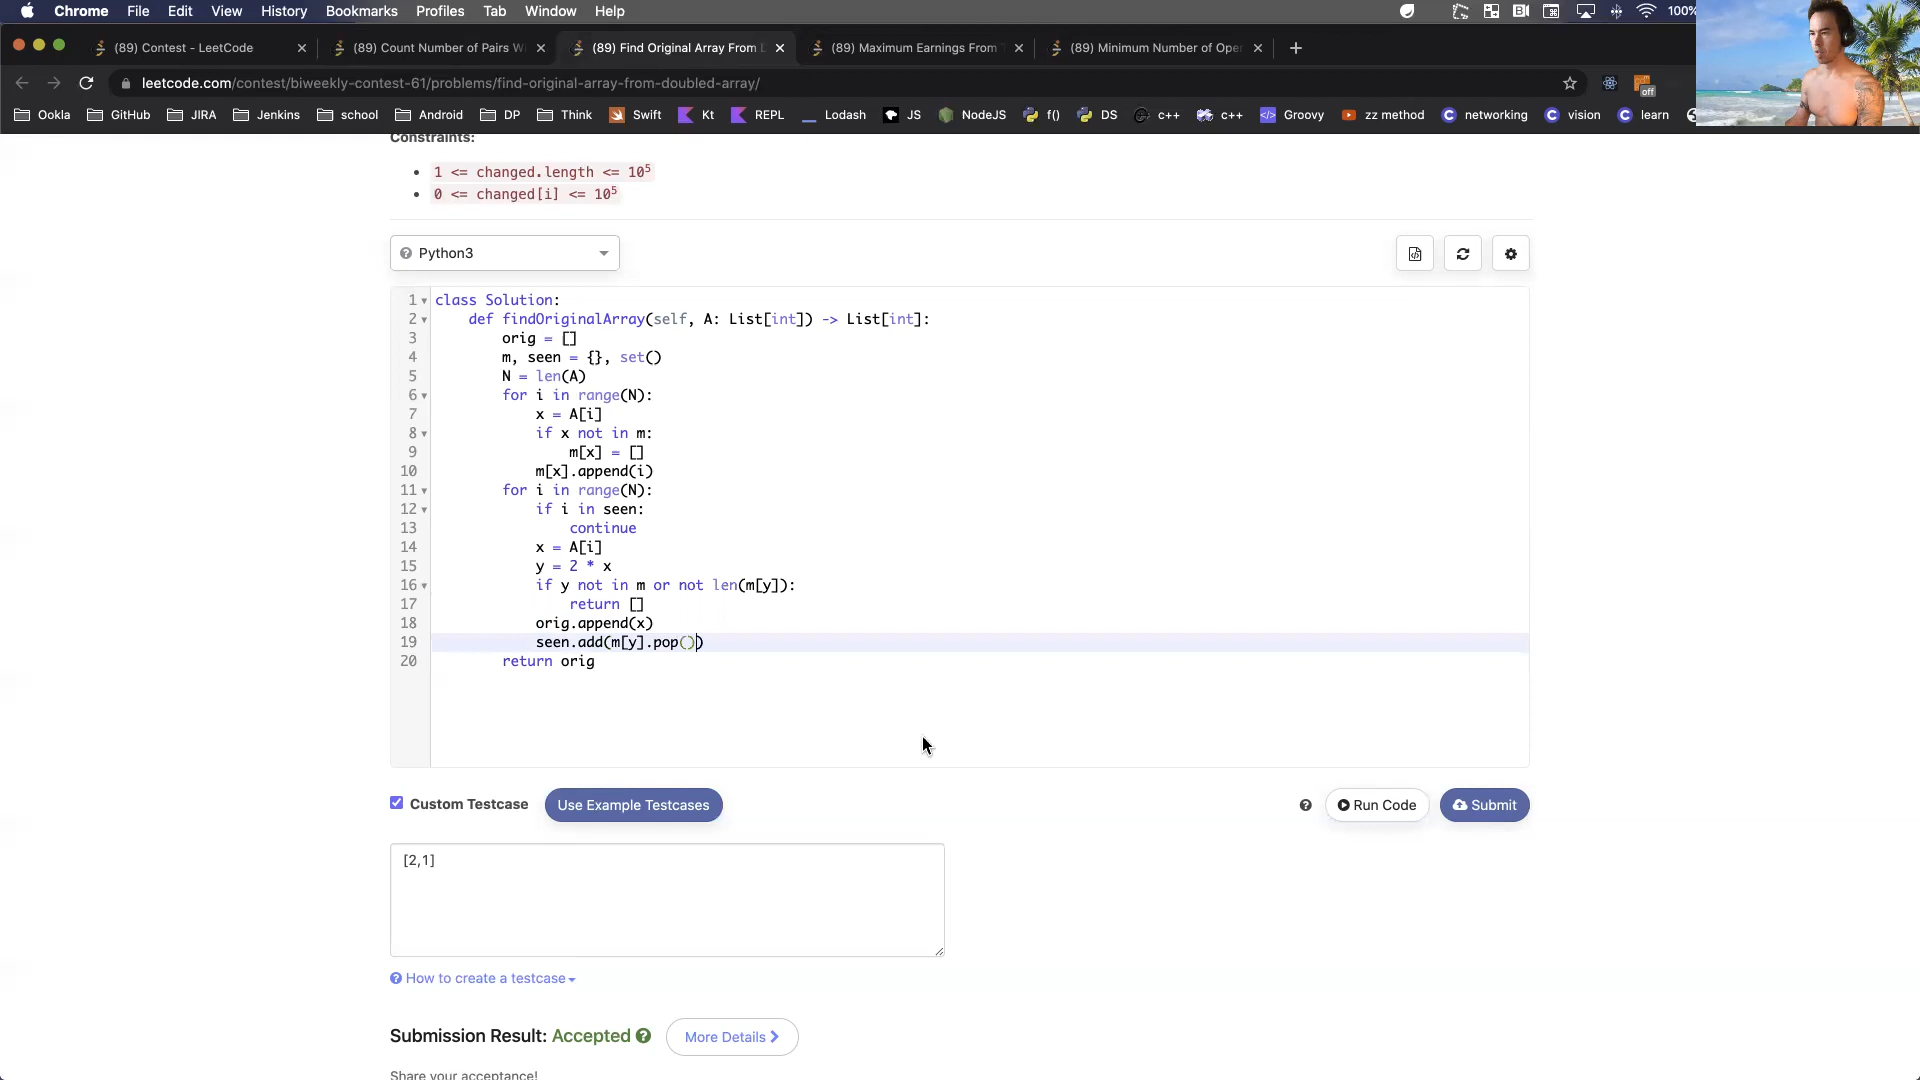 Chrome File Edit View History Bookmarks Profiles Tab Window Help 100%
(89) Contest - LeetCode
(89) Count Number of Pairs W
(89) Find Original Array From D
(89) Maximum Earnings From T
(89) Minimum Number of Oper
leetcode.com/contest/biweekly-contest-61/problems/find-original-array-from-doubled-array/
off
Ookla GitHub JIRA Jenkins school Android DP Think Swift Kt REPL Lodash JS NodeJS f() DS c++ c++ Groovy zz method networking vision learn
Constraints:
1 <= changed.length <= 10^5
0 <= changed[i] <= 10^5
Python3
1 class Solution:
2 def findOriginalArray(self, A: List[int]) -> List[int]:
3 orig = []
4 m, seen = {}, set()
5 N = len(A)
6 for i in range(N):
7 x = A[i]
8 if x not in m:
9 m[x] = []
10 m[x].append(i)
11 for i in range(N):
12 if i in seen:
13 continue
14 x = A[i]
15 y = 2 * x
16 if y not in m or not len(m[y]):
17 return []
18 orig.append(x)
19 seen.add(m[y].pop())
20 return orig
Custom Testcase
Use Example Testcases
Run Code
Submit
[2,1]
How to create a testcase
Submission Result: Accepted
More Details
Share your acceptance!